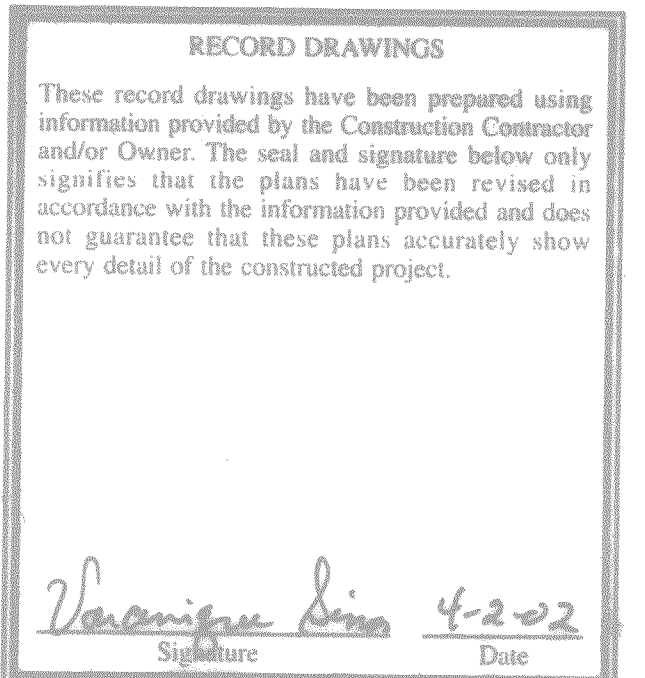 RECORD DRAWINGS
These record drawings have been prepared using
information provided by the Construction Contractor
and/or Owner. The seal and signature below only
signifies that the plans have been revised in
accordance with the information provided and does
not guarantee that these plans accurately show
every detail of the constructed project.
4-2-02
Signature Date